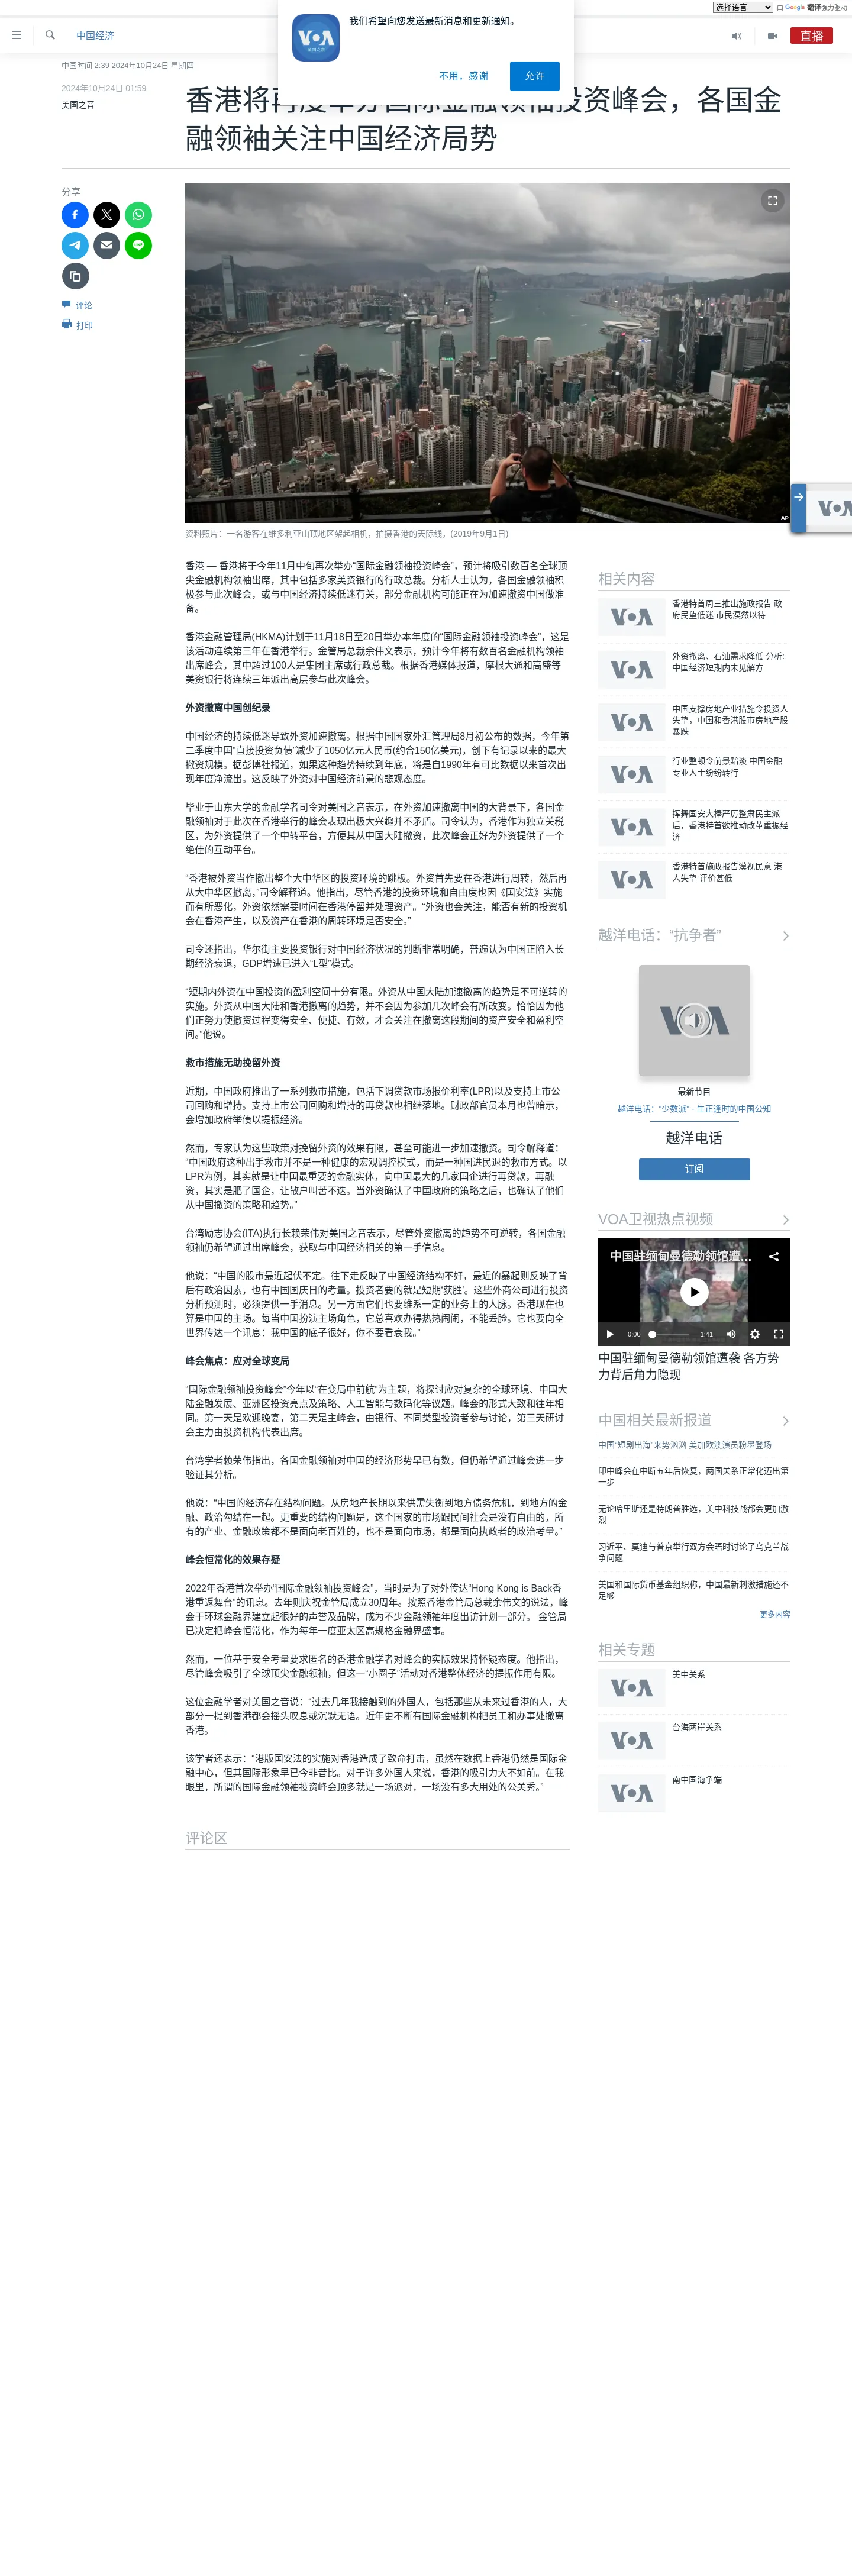 选择语言
由 Google 翻译强力驱动
我们希望向您发送最新消息和更新通知。
不用，感谢
允许
VOA
美国之音
中国经济
直播
中国时间 2:39 2024年10月24日 星期四
2024年10月24日 01:59
美国之音
香港将再度举办国际金融领袖投资峰会，各国金
融领袖关注中国经济局势
分享
评论
打印
AP
资料照片：一名游客在维多利亚山顶地区架起相机，拍摄香港的天际线。(2019年9月1日)
香港 — 香港将于今年11月中旬再次举办“国际金融领袖投资峰会”，预计将吸引数百名全球顶
尖金融机构领袖出席，其中包括多家美资银行的行政总裁。分析人士认为，各国金融领袖积
极参与此次峰会，或与中国经济持续低迷有关，部分金融机构可能正在为加速撤资中国做准
备。
香港金融管理局(HKMA)计划于11月18日至20日举办本年度的“国际金融领袖投资峰会”，这是
该活动连续第三年在香港举行。金管局总裁余伟文表示，预计今年将有数百名金融机构领袖
出席峰会，其中超过100人是集团主席或行政总裁。根据香港媒体报道，摩根大通和高盛等
美资银行将连续三年派出高层参与此次峰会。
外资撤离中国创纪录
中国经济的持续低迷导致外资加速撤离。根据中国国家外汇管理局8月初公布的数据，今年第
二季度中国“直接投资负债”减少了1050亿元人民币(约合150亿美元)，创下有记录以来的最大
撤资规模。据彭博社报道，如果这种趋势持续到年底，将是自1990年有可比数据以来首次出
现年度净流出。这反映了外资对中国经济前景的悲观态度。
毕业于山东大学的金融学者司令对美国之音表示，在外资加速撤离中国的大背景下，各国金
融领袖对于此次在香港举行的峰会表现出极大兴趣并不矛盾。司令认为，香港作为独立关税
区，为外资提供了一个中转平台，方便其从中国大陆撤资，此次峰会正好为外资提供了一个
绝佳的互动平台。
“香港被外资当作撤出整个大中华区的投资环境的跳板。外资首先要在香港进行周转，然后再
从大中华区撤离，”司令解释道。他指出，尽管香港的投资环境和自由度也因《国安法》实施
而有所恶化，外资依然需要时间在香港停留并处理资产。“外资也会关注，能否有新的投资机
会在香港产生，以及资产在香港的周转环境是否安全。”
司令还指出，华尔街主要投资银行对中国经济状况的判断非常明确，普遍认为中国正陷入长
期经济衰退，GDP增速已进入“L型”模式。
“短期内外资在中国投资的盈利空间十分有限。外资从中国大陆加速撤离的趋势是不可逆转的
实施。外资从中国大陆和香港撤离的趋势，并不会因为参加几次峰会有所改变。恰恰因为他
们正努力使撤资过程变得安全、便捷、有效，才会关注在撤离这段期间的资产安全和盈利空
间。”他说。
救市措施无助挽留外资
近期，中国政府推出了一系列救市措施，包括下调贷款市场报价利率(LPR)以及支持上市公
司回购和增持。支持上市公司回购和增持的再贷款也相继落地。财政部官员本月也曾暗示，
会增加政府举债以提振经济。
然而，专家认为这些政策对挽留外资的效果有限，甚至可能进一步加速撤资。司令解释道：
“中国政府这种出手救市并不是一种健康的宏观调控模式，而是一种国进民退的救市方式。以
LPR为例，其实就是让中国最重要的金融实体，向中国最大的几家国企进行再贷款，再融
资，其实是肥了国企，让散户叫苦不迭。当外资确认了中国政府的策略之后，也确认了他们
从中国撤资的策略和趋势。”
台湾励志协会(ITA)执行长赖荣伟对美国之音表示，尽管外资撤离的趋势不可逆转，各国金融
领袖仍希望通过出席峰会，获取与中国经济相关的第一手信息。
他说：“中国的股市最近起伏不定。往下走反映了中国经济结构不好，最近的暴起则反映了背
后有政治因素，也有中国国庆日的考量。投资者要的就是短期‘获胜’。这些外商公司进行投资
分析预测时，必须提供一手消息。另一方面它们也要维系一定的业务上的人脉。香港现在也
算是中国的主场。每当中国扮演主场角色，它总喜欢办得热热闹闹，不能丢脸。它也要向全
世界传达一个讯息：我中国的底子很好，你不要看衰我。”
峰会焦点：应对全球变局
“国际金融领袖投资峰会”今年以“在变局中前航”为主题，将探讨应对复杂的全球环境、中国大
陆金融发展、亚洲区投资亮点及策略、人工智能与数码化等议题。峰会的形式大致和往年相
同。第一天是欢迎晚宴，第二天是主峰会，由银行、不同类型投资者参与讨论，第三天研讨
会主力由投资机构代表出席。
台湾学者赖荣伟指出，各国金融领袖对中国的经济形势早已有数，但仍希望通过峰会进一步
验证其分析。
他说：“中国的经济存在结构问题。从房地产长期以来供需失衡到地方债务危机，到地方的金
融、政治勾结在一起。更重要的结构问题是，这个国家的市场跟民间社会是没有自由的，所
有的产业、金融政策都不是面向老百姓的，也不是面向市场，都是面向执政者的政治考量。”
峰会恒常化的效果存疑
2022年香港首次举办“国际金融领袖投资峰会”，当时是为了对外传达“Hong Kong is Back香
港重返舞台”的讯息。去年则庆祝金管局成立30周年。按照香港金管局总裁余伟文的说法，峰
会于环球金融界建立起很好的声誉及品牌，成为不少金融领袖年度出访计划一部分。 金管局
已决定把峰会恒常化，作为每年一度亚太区高规格金融界盛事。
然而，一位基于安全考量要求匿名的香港金融学者对峰会的实际效果持怀疑态度。他指出，
尽管峰会吸引了全球顶尖金融领袖，但这一“小圈子”活动对香港整体经济的提振作用有限。
这位金融学者对美国之音说：“过去几年我接触到的外国人，包括那些从未来过香港的人，大
部分一提到香港都会摇头叹息或沉默无语。近年更不断有国际金融机构把员工和办事处撤离
香港。
该学者还表示：“港版国安法的实施对香港造成了致命打击，虽然在数据上香港仍然是国际金
融中心，但其国际形象早已今非昔比。对于许多外国人来说，香港的吸引力大不如前。在我
眼里，所谓的国际金融领袖投资峰会顶多就是一场派对，一场没有多大用处的公关秀。”
评论区
相关内容
VOA
香港特首周三推出施政报告 政
府民望低迷 市民漠然以待
VOA
外资撤离、石油需求降低 分析:
中国经济短期内未见解方
VOA
中国支撑房地产业措施令投资人
失望，中国和香港股市房地产股
暴跌
VOA
行业整顿令前景黯淡 中国金融
专业人士纷纷转行
VOA
挥舞国安大棒严厉整肃民主派
后，香港特首欲推动改革重振经
济
VOA
香港特首施政报告漠视民意 港
人失望 评价甚低
越洋电话：“抗争者”
VOA
最新节目
越洋电话：“少数派” - 生正逢时的中国公知
越洋电话
订阅
VOA卫视热点视频
中国驻缅甸曼德勒领馆遭…
0:00
1:41
中国驻缅甸曼德勒领馆遭袭 各方势
力背后角力隐现
中国相关最新报道
中国“短剧出海”来势汹汹 美加欧澳演员粉墨登场
印中峰会在中断五年后恢复，两国关系正常化迈出第
一步
无论哈里斯还是特朗普胜选，美中科技战都会更加激
烈
习近平、莫迪与普京举行双方会晤时讨论了乌克兰战
争问题
美国和国际货币基金组织称，中国最新刺激措施还不
足够
更多内容
相关专题
VOA
美中关系
VOA
台海两岸关系
VOA
南中国海争端